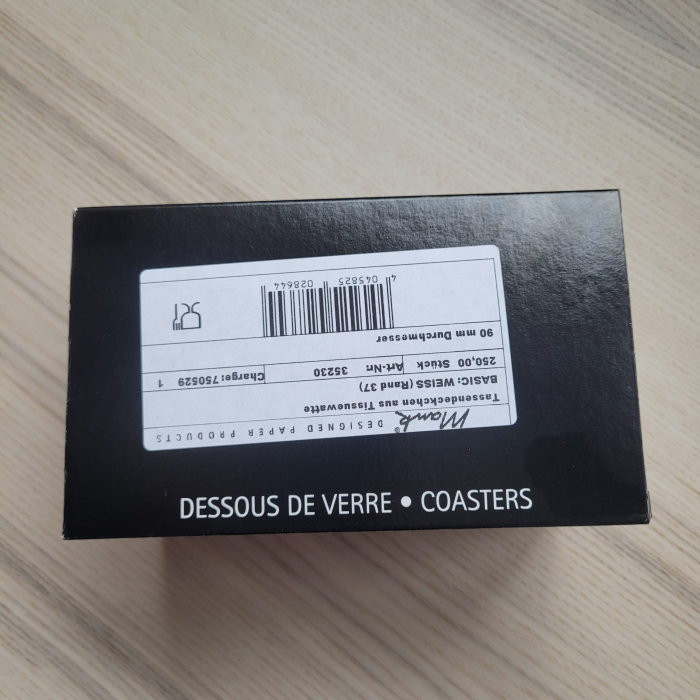 Mank® DESIGNED PAPER PRODUCTS
Tassendeckchen aus Tissuewatte
BASIC: WEISS (Rand 37)
250,00 Stück Art-Nr: 35230 Charge: 750529 1
90 mm Durchmesser
4 045825 028644
DESSOUS DE VERRE • COASTERS